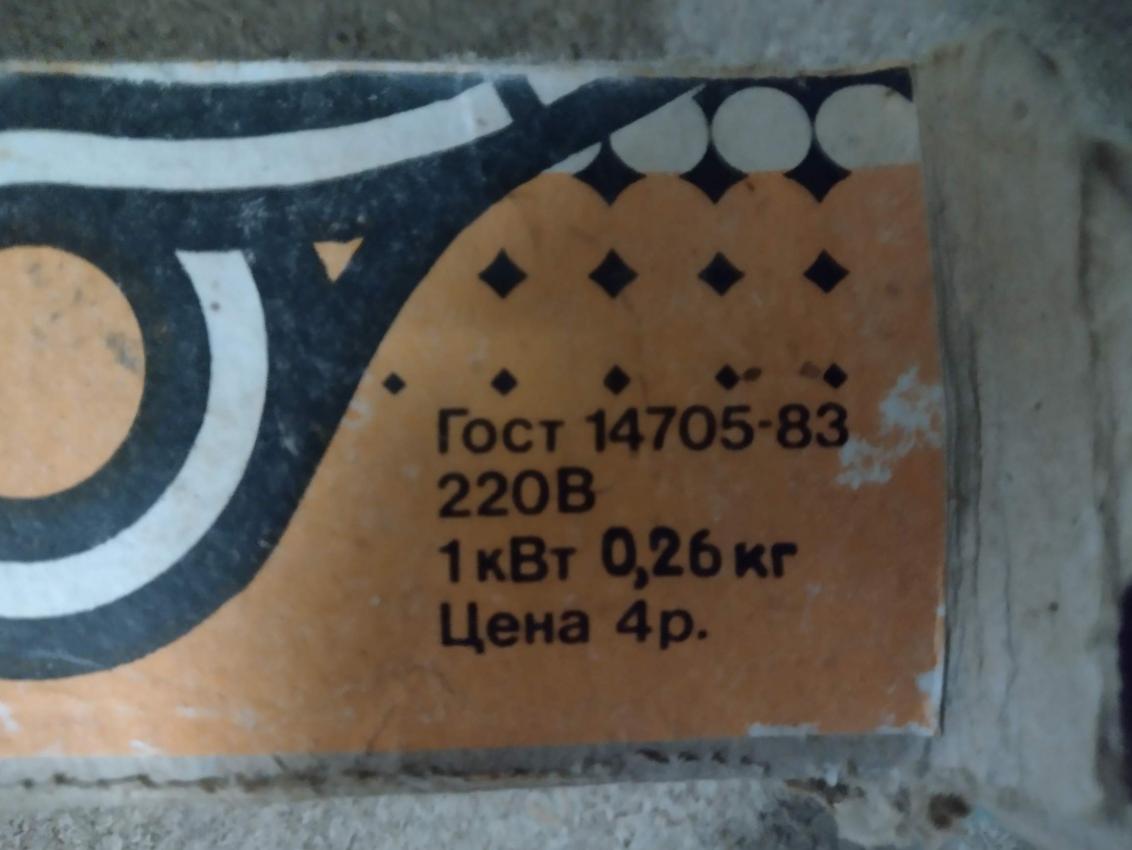 Гост 14705-83
220В
1кВт 0,26кг
Цена 4р.